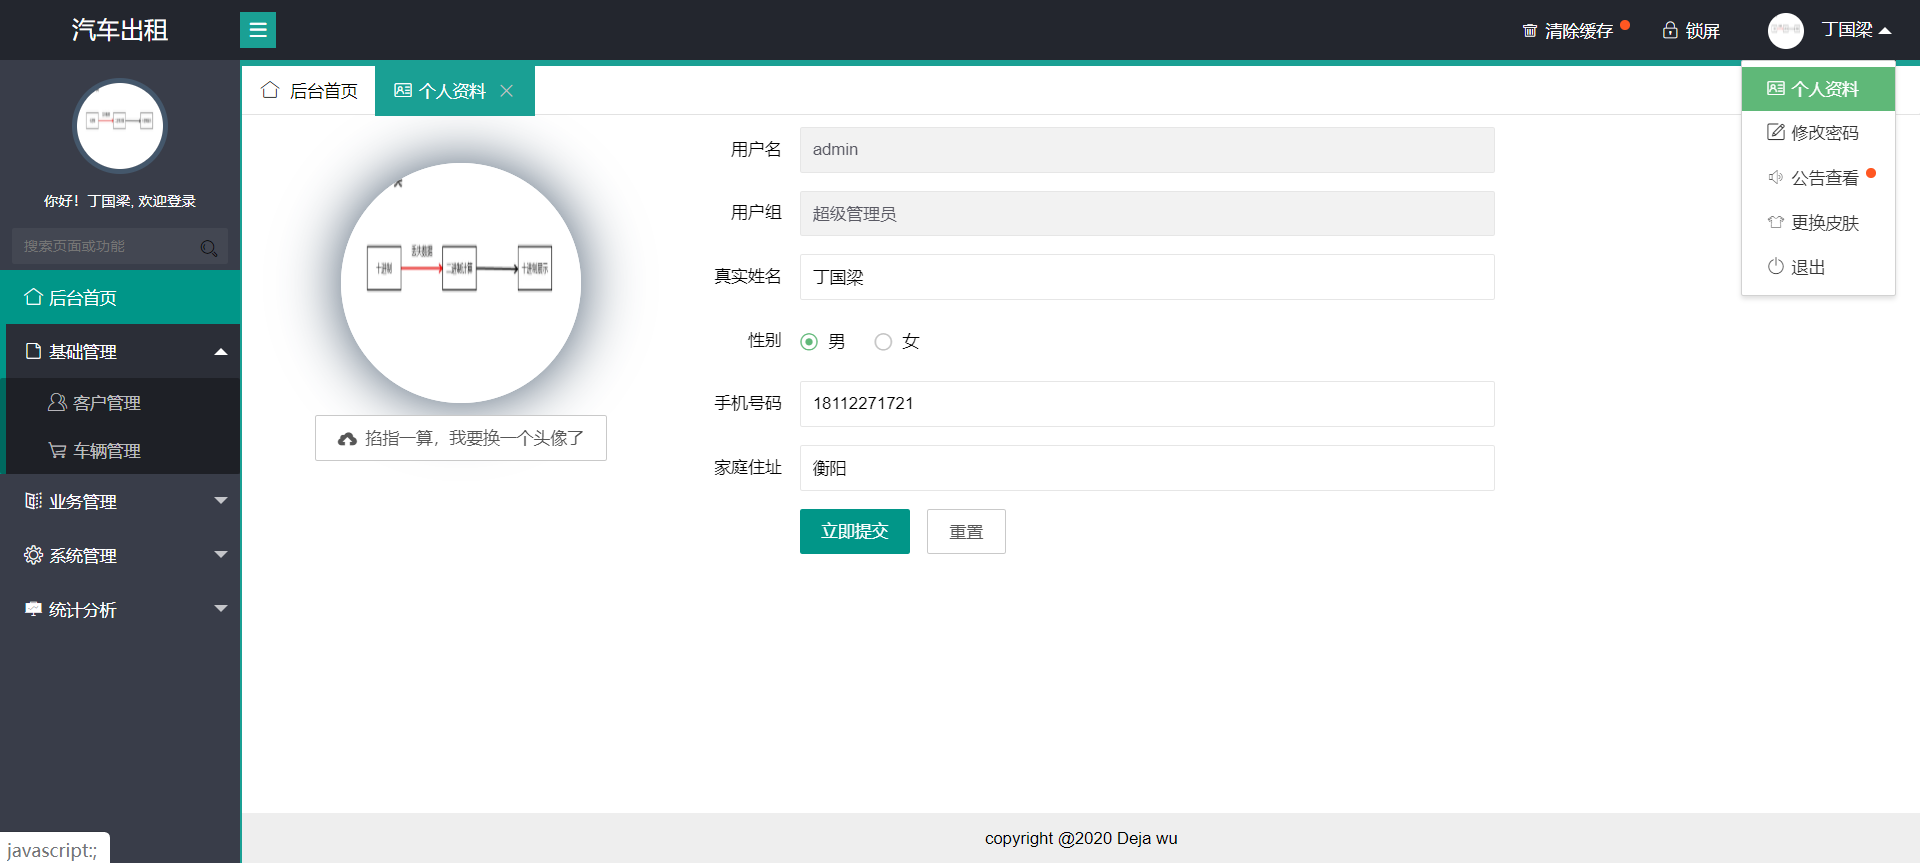 汽车出租
清除缓存
锁屏
丁国梁
你好！丁国梁, 欢迎登录
搜索页面或功能
后台首页
基础管理
客户管理
车辆管理
业务管理
系统管理
统计分析
后台首页
个人资料
十进制
丢失数据
二进制计算
十进制展示
掐指一算，我要换一个头像了
用户名
admin
用户组
超级管理员
真实姓名
丁国梁
性别
男
女
手机号码
18112271721
家庭住址
衡阳
立即提交
重置
个人资料
修改密码
公告查看
更换皮肤
退出
copyright @2020 Deja wu
javascript:;